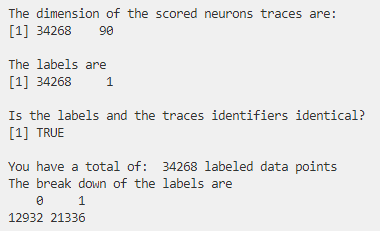 The dimension of the scored neurons traces are:
[1] 34268    90
The labels are
[1] 34268     1
Is the labels and the traces identifiers identical?
[1] TRUE
You have a total of:  34268 labeled data points
The break down of the labels are
    0     1
12932 21336